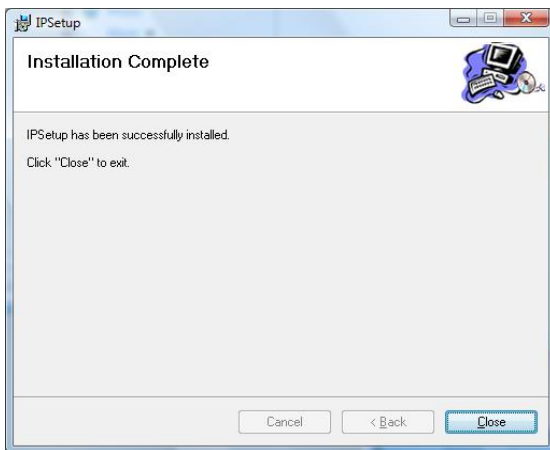 IPSetup
Installation Complete
IPSetup has been successfully installed.
Click "Close" to exit.
Cancel
< Back
Close